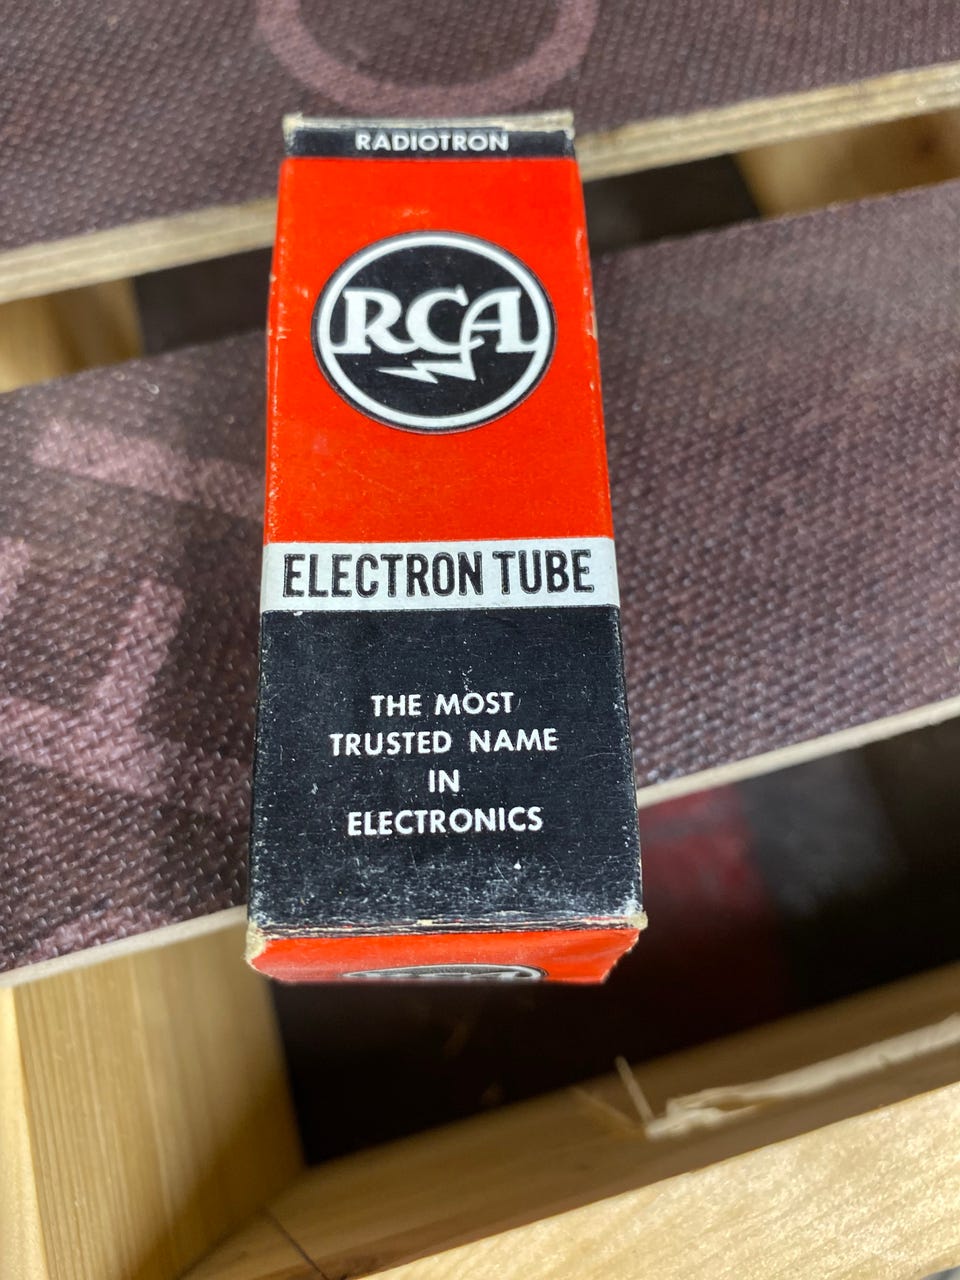 RADIOTRON
RCA
ELECTRON TUBE
THE MOST
TRUSTED NAME
IN
ELECTRONICS